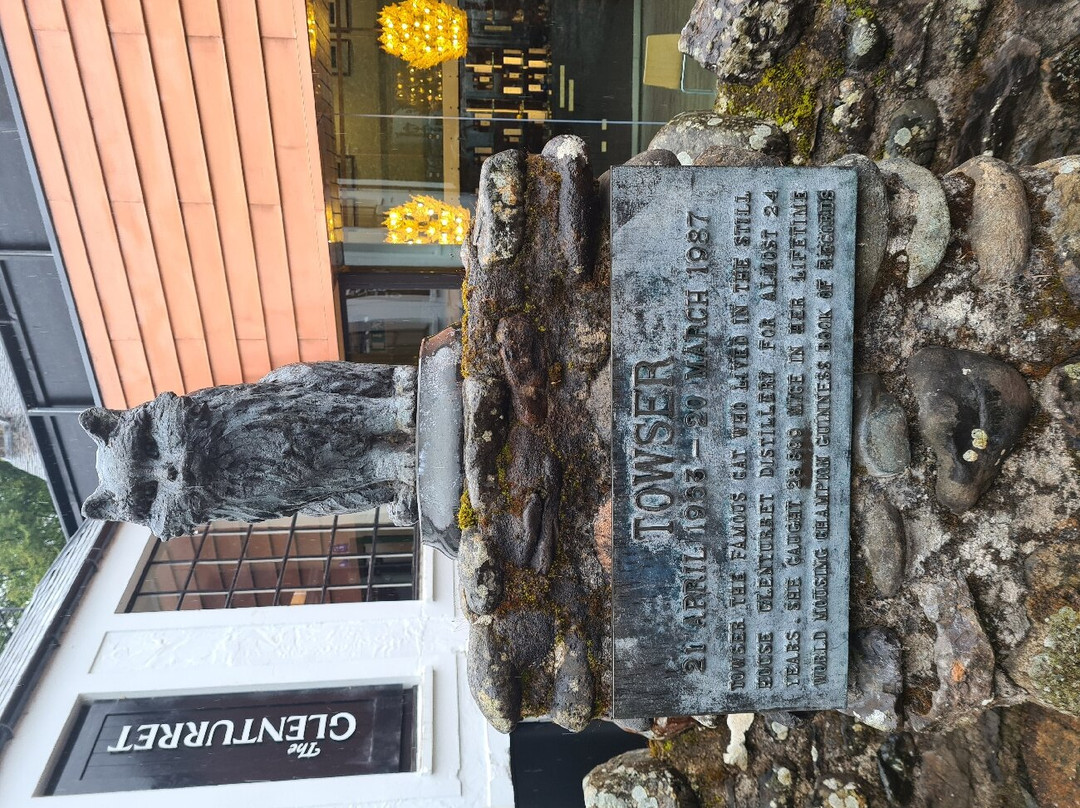 The
GLENTURRET
TOWSER
21 APRIL 1963 – 20 MARCH 1987
TOWSER THE FAMOUS CAT WHO LIVED IN THE STILL
HOUSE GLENTURRET DISTILLERY FOR ALMOST 24
YEARS. SHE CAUGHT 28,899 MICE IN HER LIFETIME
WORLD MOUSING CHAMPION GUINNESS BOOK OF RECORDS